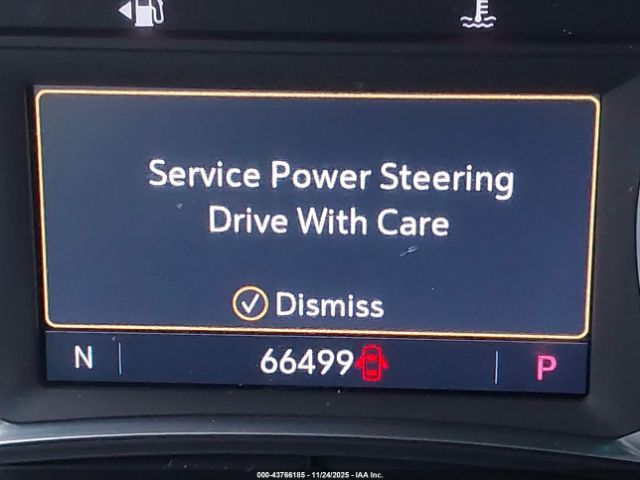 Service Power Steering
Drive With Care
Dismiss
N 66499 P
000-43766185 - 11/24/2025 - IAA Inc.